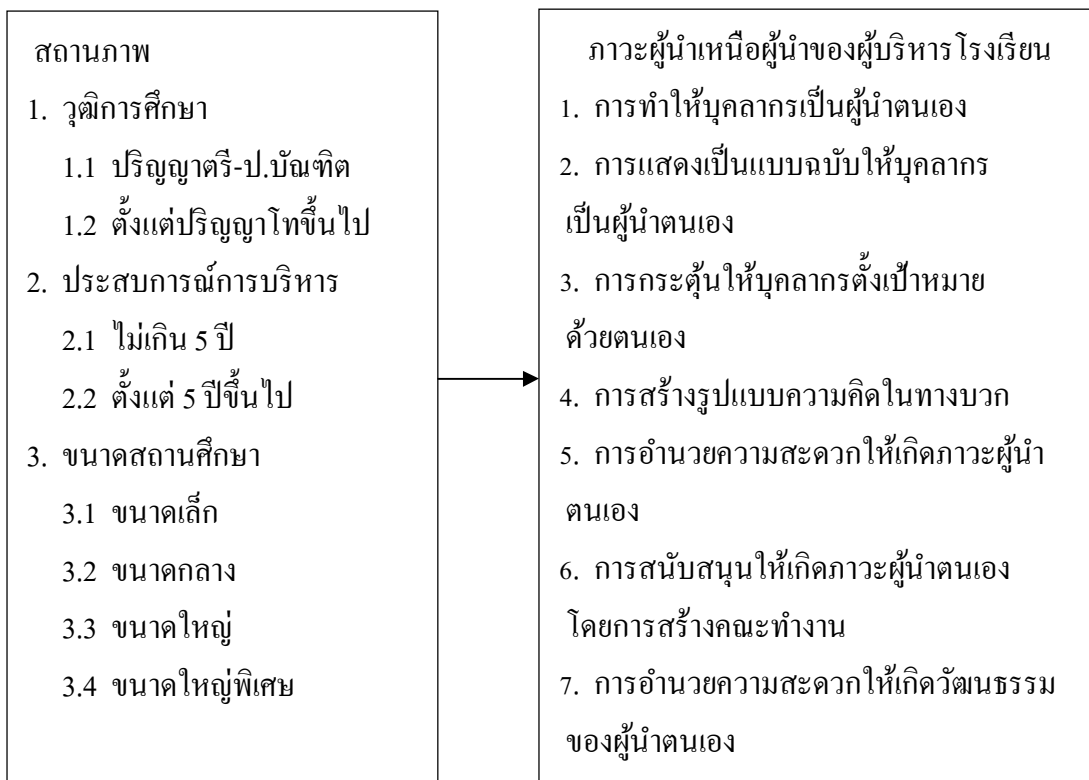 สถานภาพ
1. วุฒิการศึกษา
1.1 ปริญญาตรี-ป.บัณฑิต
1.2 ตั้งแต่ปริญญาโทขึ้นไป
2. ประสบการณ์การบริหาร
2.1 ไม่เกิน 5 ปี
2.2 ตั้งแต่ 5 ปีขึ้นไป
3. ขนาดสถานศึกษา
3.1 ขนาดเล็ก
3.2 ขนาดกลาง
3.3 ขนาดใหญ่
3.4 ขนาดใหญ่พิเศษ
ภาวะผู้นำเหนือผู้นำของผู้บริหารโรงเรียน
1. การทำให้บุคลากรเป็นผู้นำตนเอง
2. การแสดงเป็นแบบฉบับให้บุคลากร
เป็นผู้นำตนเอง
3. การกระตุ้นให้บุคลากรตั้งเป้าหมาย
ด้วยตนเอง
4. การสร้างรูปแบบความคิดในทางบวก
5. การอำนวยความสะดวกให้เกิดภาวะผู้นำ
ตนเอง
6. การสนับสนุนให้เกิดภาวะผู้นำตนเอง
โดยการสร้างคณะทำงาน
7. การอำนวยความสะดวกให้เกิดวัฒนธรรม
ของผู้นำตนเอง